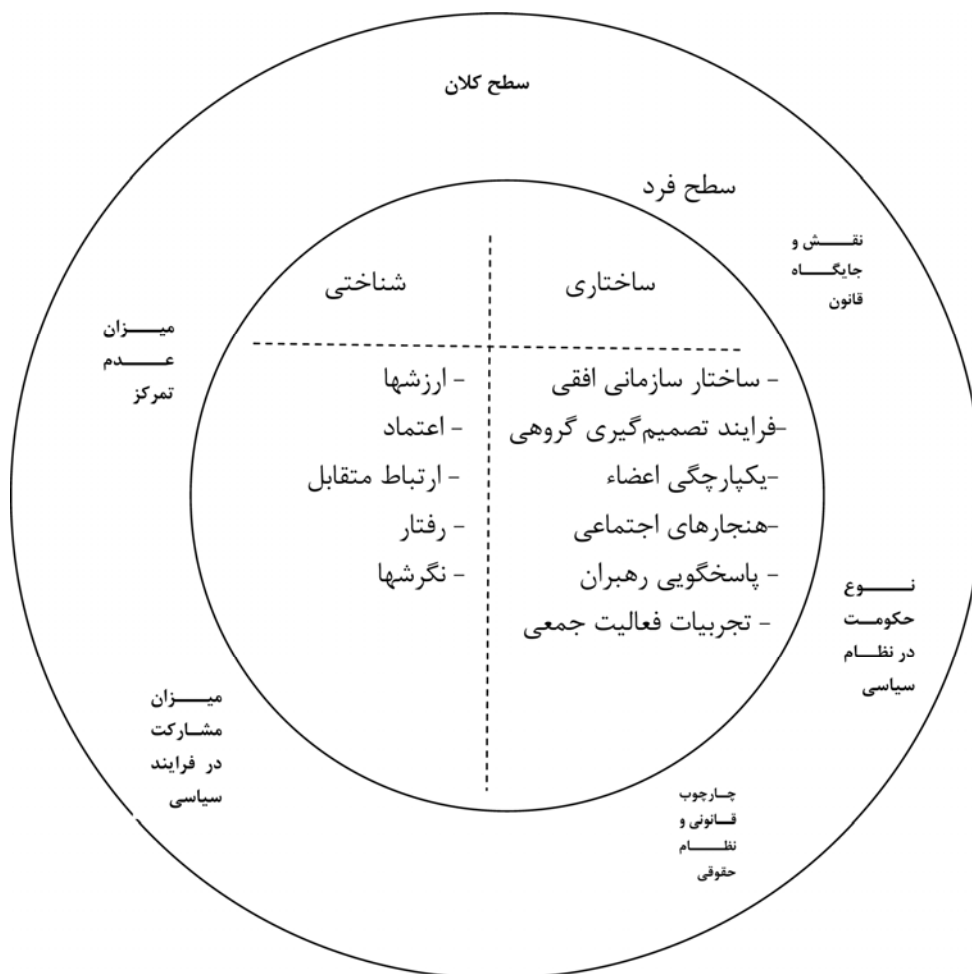 سطح کلان
سطح فرد
نقش و
جایگاه
قانون
ساختاری
شناختی
میزان
عدم
تمرکز
- ساختار سازمانی افقی
-فرایند تصمیم‌گیری گروهی
-یکپارچگی اعضاء
-هنجارهای اجتماعی
- پاسخگویی رهبران
- تجربیات فعالیت جمعی
- ارزشها
- اعتماد
- ارتباط متقابل
- رفتار
- نگرشها
نوع
حکومت
در نظام
سیاسی
میزان
مشارکت
در فرایند
سیاسی
چارچوب
قانونی و
نظام
حقوقی